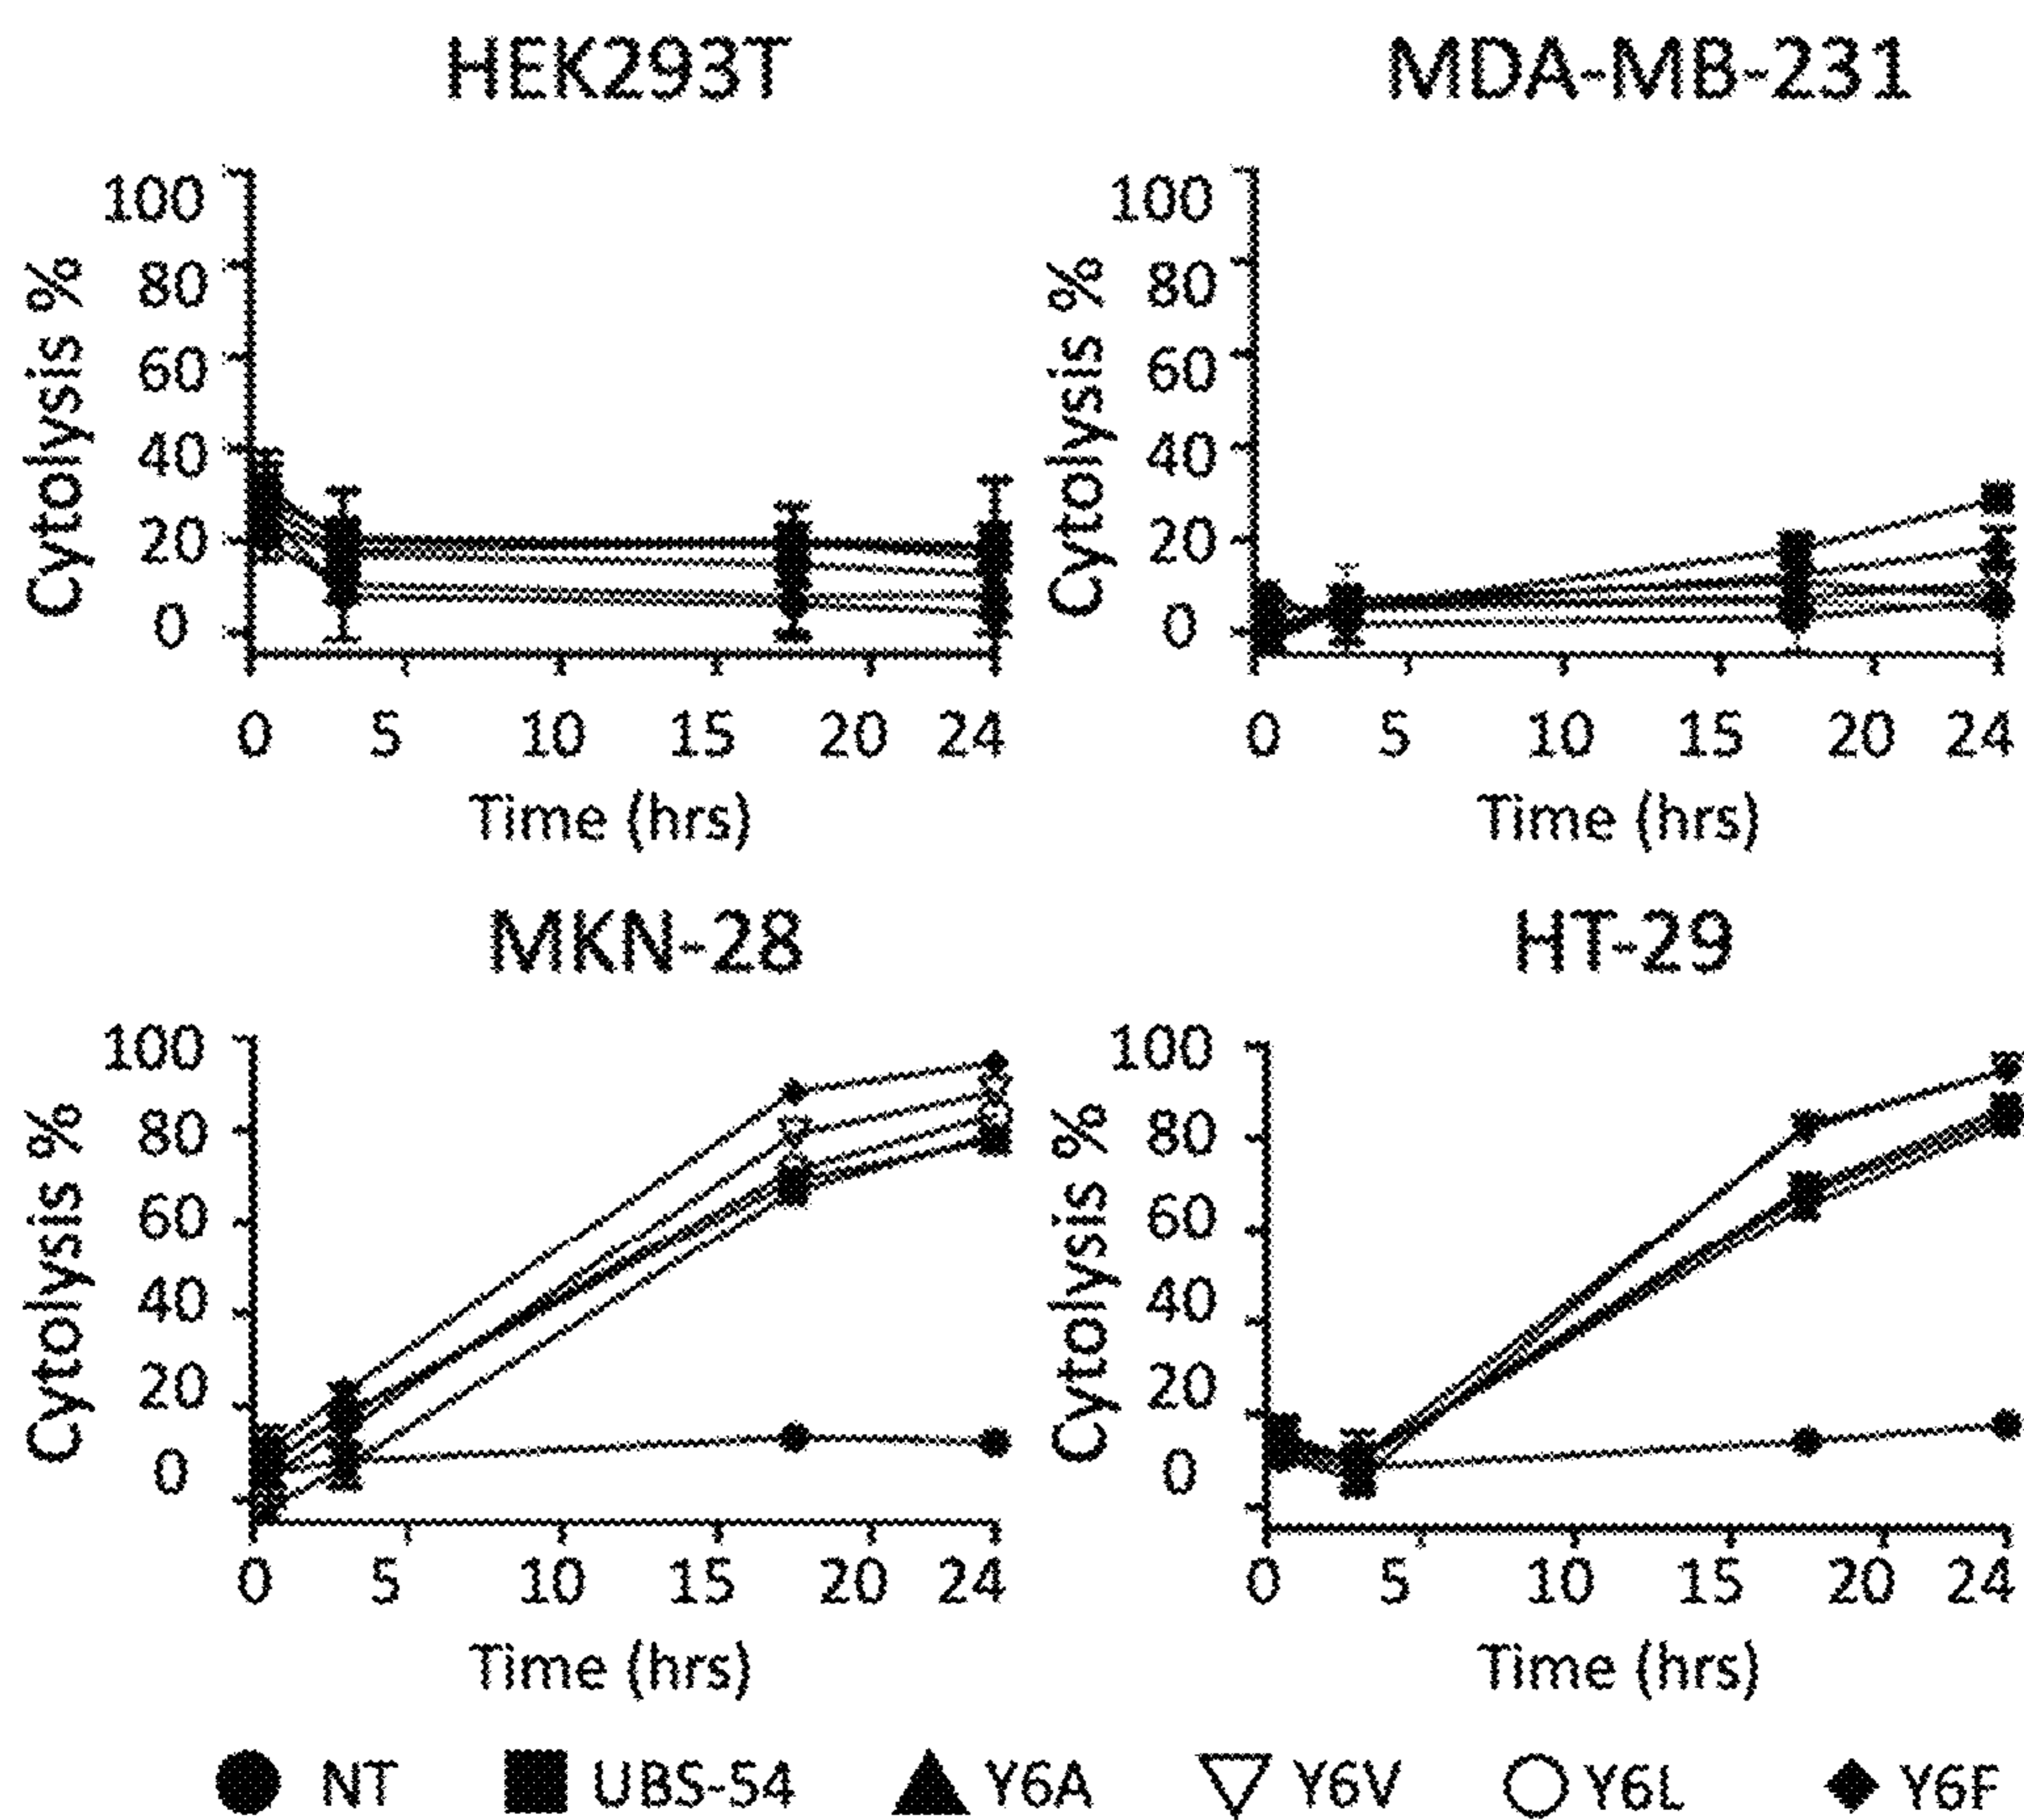 HEK293T
MDA-MB-231
Cytolysis %
100
80
60
40
20
0
0 5 10 15 20 24
Time (hrs)
Cytolysis %
100
80
60
40
20
0
0 5 10 15 20 24
Time (hrs)
MKN-28
HT-29
Cytolysis %
100
80
60
40
20
0
0 5 10 15 20 24
Time (hrs)
Cytolysis %
100
80
60
40
20
0
0 5 10 15 20 24
Time (hrs)
NT UBS-54 Y6A Y6V Y6L Y6F